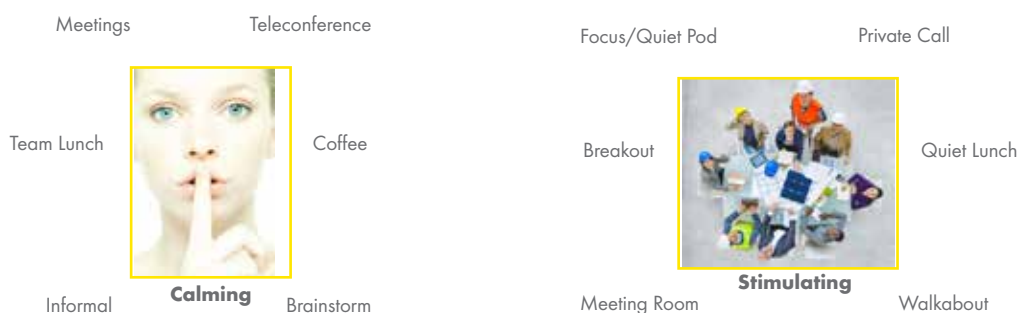 Meetings
Teleconference
Team Lunch
Coffee
Informal
Calming
Brainstorm
Focus/Quiet Pod
Private Call
Breakout
Quiet Lunch
Stimulating
Meeting Room
Walkabout